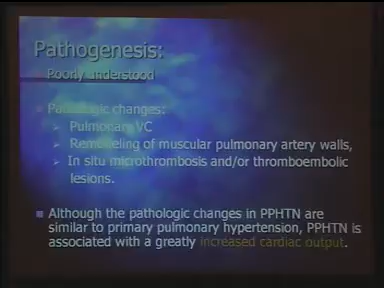 Pathogenesis:
Poorly understood
Pathologic changes:
Pulmonary VC
Remodeling of muscular pulmonary artery walls,
In situ microthrombosis and/or thromboembolic
lesions.
Although the pathologic changes in PPHTN are
similar to primary pulmonary hypertension, PPHTN is
associated with a greatly increased cardiac output.